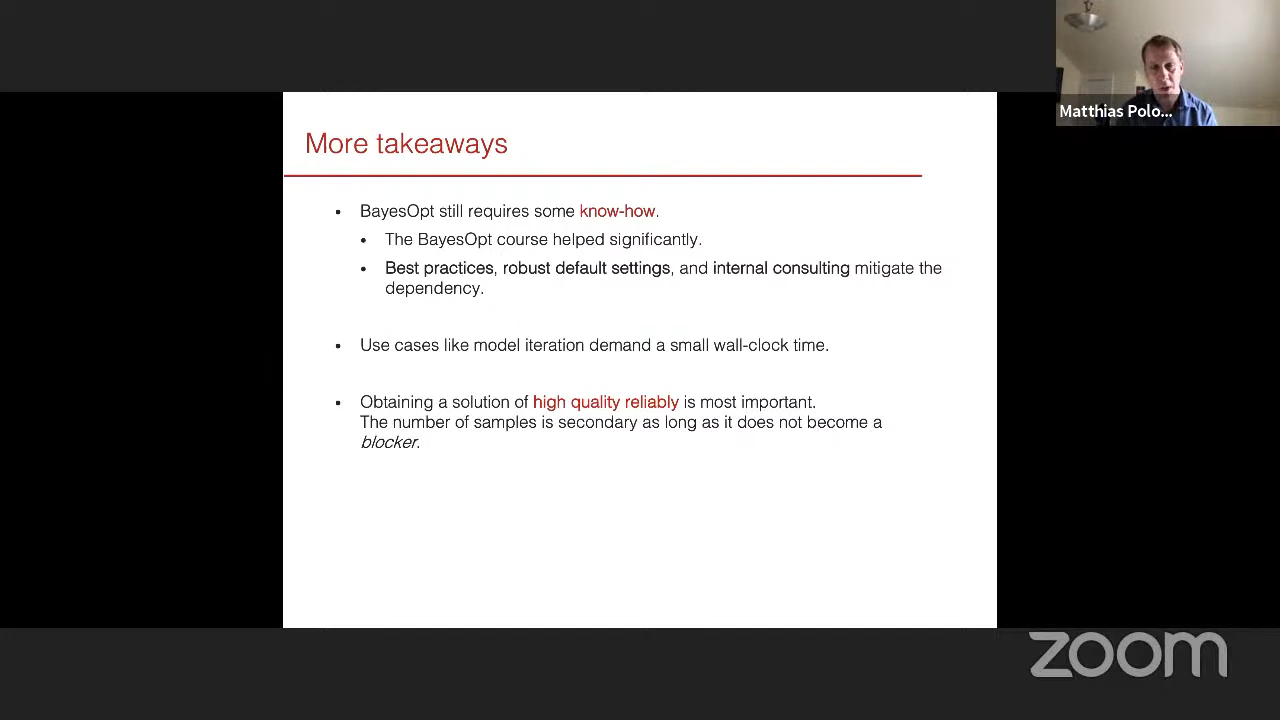 Matthias Polo...
More takeaways
• BayesOpt still requires some know-how.
• The BayesOpt course helped significantly.
• Best practices, robust default settings, and internal consulting mitigate the
dependency.
• Use cases like model iteration demand a small wall-clock time.
• Obtaining a solution of high quality reliably is most important.
The number of samples is secondary as long as it does not become a
blocker.
zoom